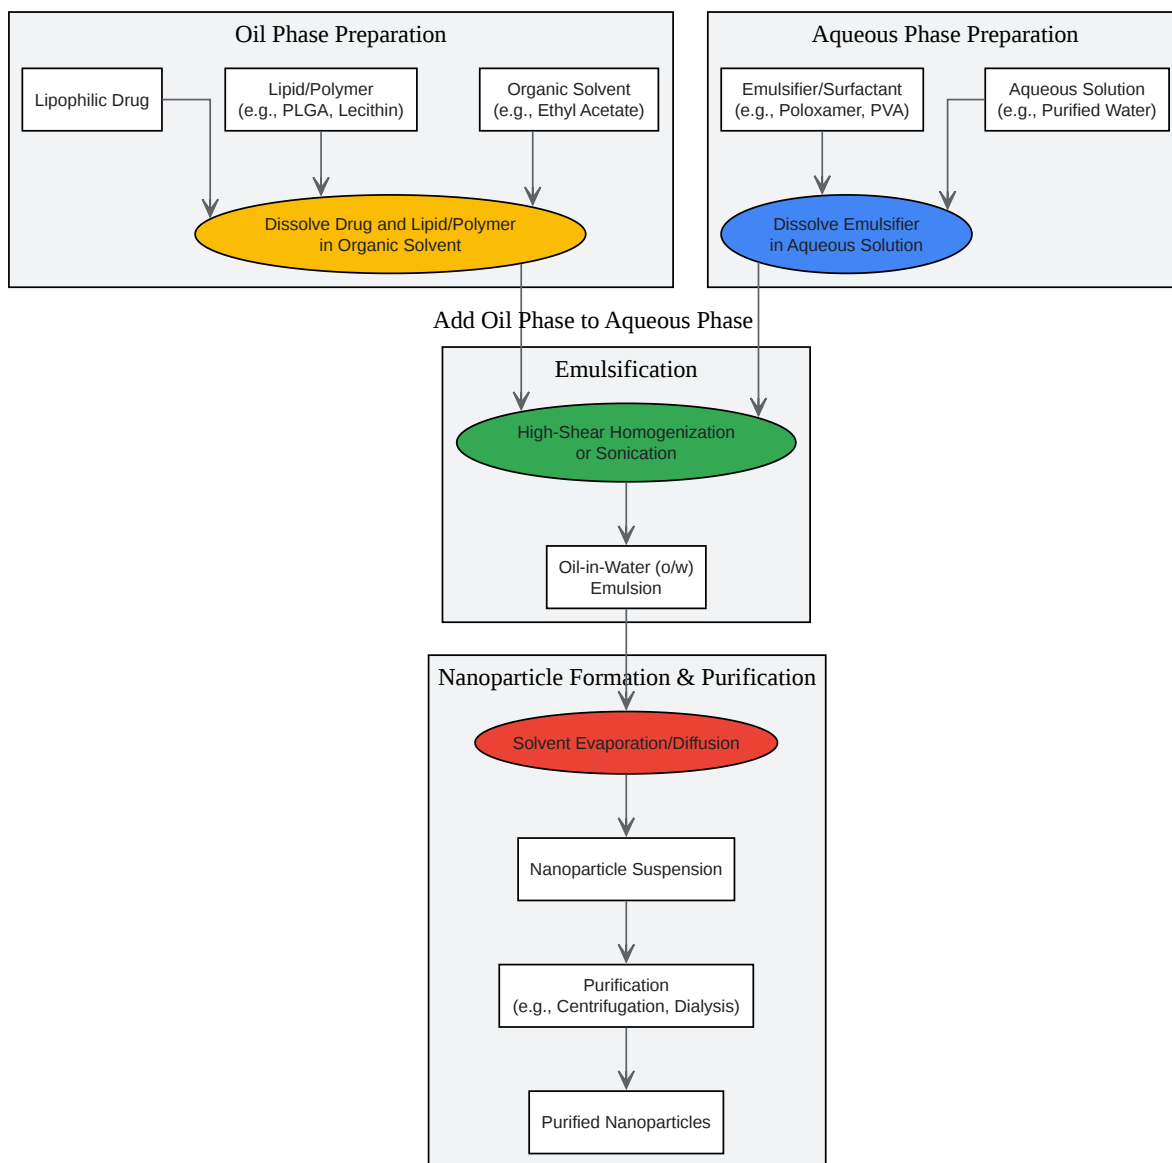 Oil Phase Preparation
Lipophilic Drug
Lipid/Polymer
(e.g., PLGA, Lecithin)
Organic Solvent
(e.g., Ethyl Acetate)
Dissolve Drug and Lipid/Polymer
in Organic Solvent
Aqueous Phase Preparation
Emulsifier/Surfactant
(e.g., Poloxamer, PVA)
Aqueous Solution
(e.g., Purified Water)
Dissolve Emulsifier
in Aqueous Solution
Add Oil Phase to Aqueous Phase
Emulsification
High-Shear Homogenization
or Sonication
Oil-in-Water (o/w)
Emulsion
Nanoparticle Formation & Purification
Solvent Evaporation/Diffusion
Nanoparticle Suspension
Purification
(e.g., Centrifugation, Dialysis)
Purified Nanoparticles